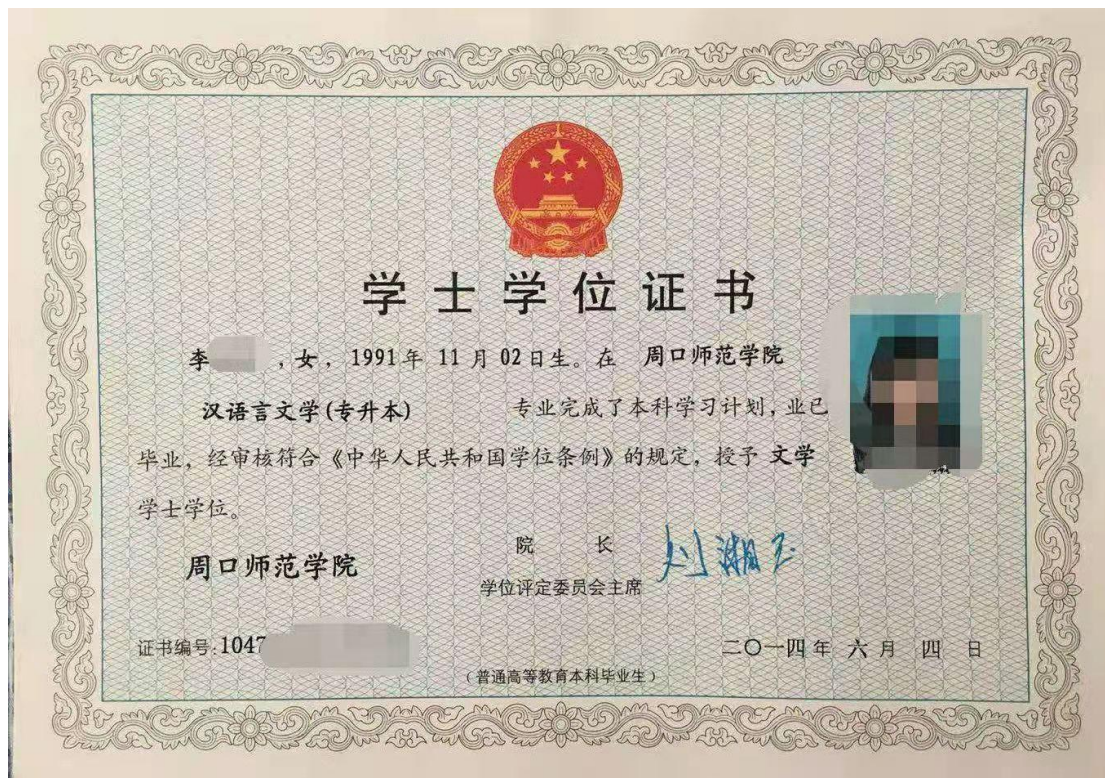 学士学位证书
李 ，女，1991年 11月 02日生。在 周口师范学院
汉语言文学(专升本) 专业完成了本科学习计划，业已
毕业，经审核符合《中华人民共和国学位条例》的规定，授予 文学
学士学位。
周口师范学院
院 长 刘湘玉
学位评定委员会主席
证书编号:1047
二〇一四年 六月 四 日
(普通高等教育本科毕业生)